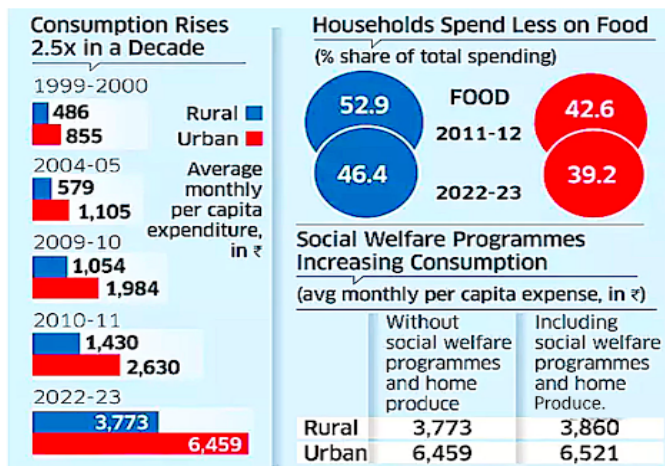 Consumption Rises
2.5x in a Decade
1999-2000
486
855
Rural
Urban
2004-05
579
1,105
Average
monthly
per capita
expenditure,
in ₹
2009-10
1,054
1,984
2010-11
1,430
2,630
2022-23
3,773
6,459
Households Spend Less on Food
(% share of total spending)
52.9 FOOD 42.6
2011-12
46.4 39.2
2022-23
Social Welfare Programmes
Increasing Consumption
(avg monthly per capita expense, in ₹)
Without
social welfare
programmes
and home
produce
Including
social welfare
programmes
and home
Produce.
Rural 3,773 3,860
Urban 6,459 6,521